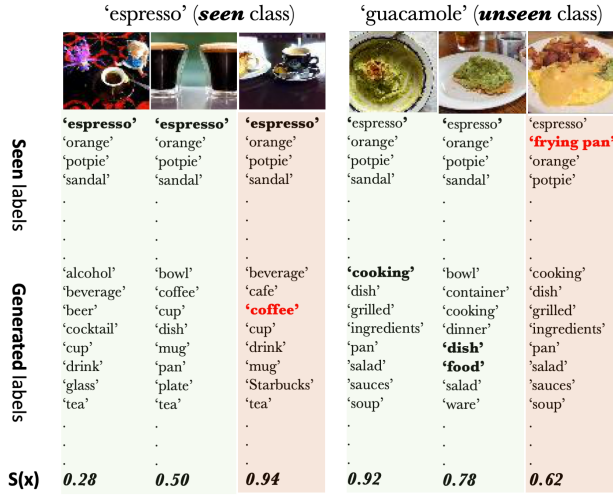 ‘espresso’ (seen class) ‘guacamole’ (unseen class)
Seen labels
‘espresso’ ‘espresso’ ‘espresso’ ‘espresso’ ‘espresso’ ‘espresso’
‘orange’ ‘orange’ ‘orange’ ‘orange’ ‘orange’ ‘frying pan’
‘potpie’ ‘potpie’ ‘potpie’ ‘potpie’ ‘potpie’ ‘orange’
‘sandal’ ‘sandal’ ‘sandal’ ‘sandal’ ‘sandal’ ‘potpie’
. . . . . .
. . . . . .
. . . . . .
. . . . . .
Generated labels
‘alcohol’ ‘bowl’ ‘beverage’ ‘cooking’ ‘bowl’ ‘cooking’
‘beverage’ ‘coffee’ ‘cafe’ ‘dish’ ‘container’ ‘dish’
‘beer’ ‘cup’ ‘coffee’ ‘grilled’ ‘cooking’ ‘grilled’
‘cocktail’ ‘dish’ ‘cup’ ‘ingredients’ ‘dinner’ ‘ingredients’
‘cup’ ‘mug’ ‘drink’ ‘pan’ ‘dish’ ‘pan’
‘drink’ ‘pan’ ‘mug’ ’salad’ ‘food’ ’salad’
‘glass’ ‘plate’ ‘Starbucks’ ‘sauces’ ‘salad’ ‘sauces’
‘tea’ ‘tea’ ‘tea’ ‘soup’ ‘ware’ ‘soup’
. . . . . .
. . . . . .
. . . . . .
S(x) 0.28 0.50 0.94 0.92 0.78 0.62